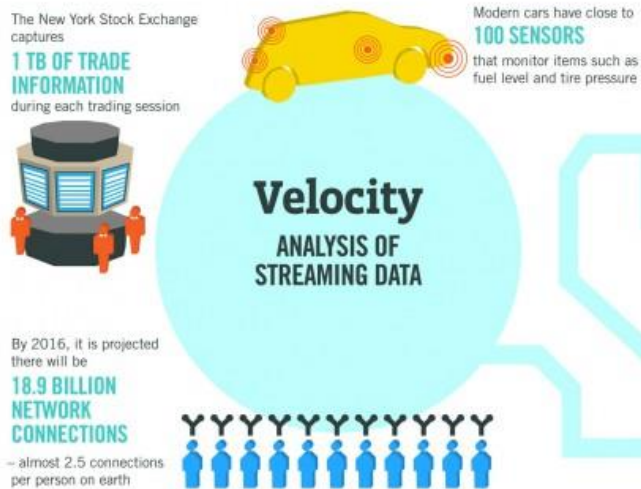 The New York Stock Exchange
captures
1 TB OF TRADE
INFORMATION
during each trading session
Modern cars have close to
100 SENSORS
that monitor items such as
fuel level and tire pressure
Velocity
ANALYSIS OF
STREAMING DATA
By 2016, it is projected
there will be
18.9 BILLION
NETWORK
CONNECTIONS
– almost 2.5 connections
per person on earth